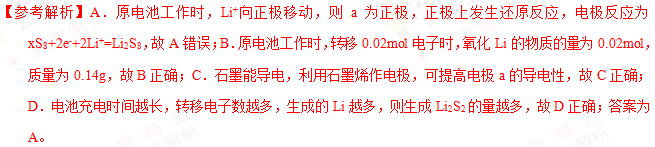 【参考解析】A．原电池工作时，Li⁺向正极移动，则 a 为正极，正极上发生还原反应，电极反应为
xS₈+2e⁻+2Li⁺=Li₂S₈，故 A 错误；B．原电池工作时，转移 0.02mol 电子时，氧化 Li 的物质的量为 0.02mol，
质量为 0.14g，故 B 正确；C．石墨能导电，利用石墨烯作电极，可提高电极 a 的导电性，故 C 正确；
D．电池充电时间越长，转移电子数越多，生成的 Li 越多，则生成 Li₂S₂ 的量越多，故 D 正确；答案为
A。